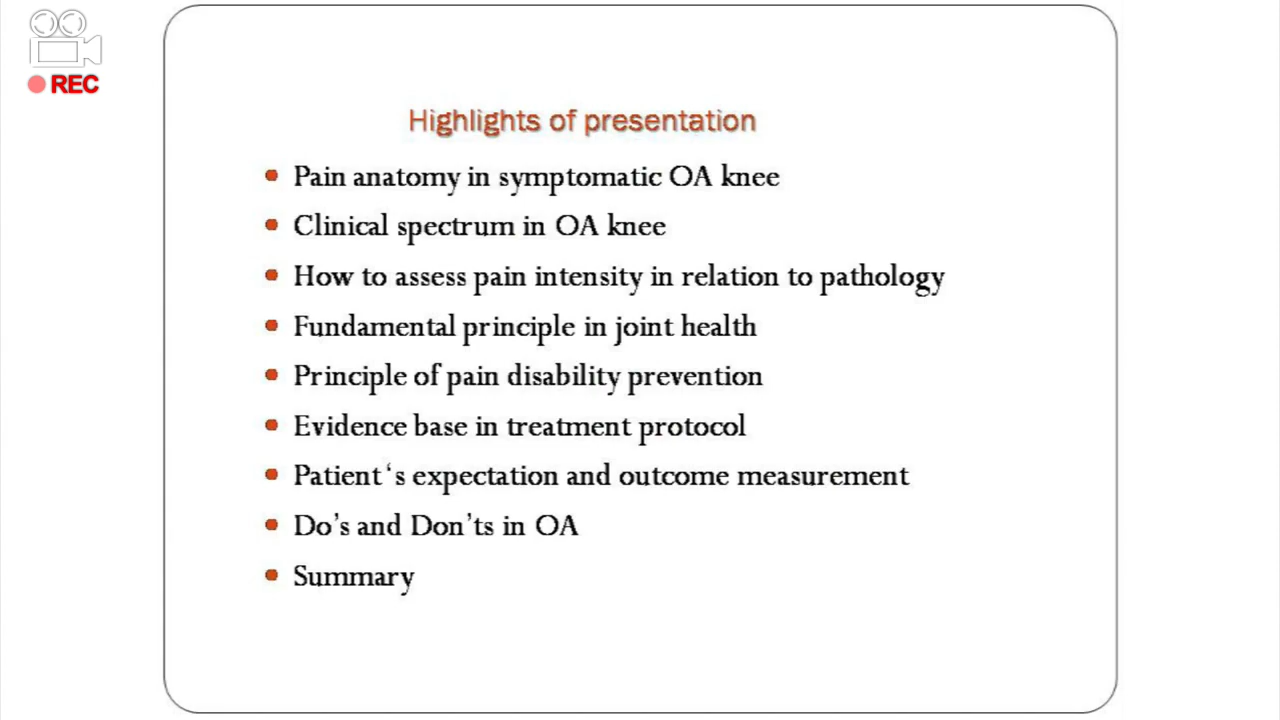 REC
Highlights of presentation
Pain anatomy in symptomatic OA knee
Clinical spectrum in OA knee
How to assess pain intensity in relation to pathology
Fundamental principle in joint health
Principle of pain disability prevention
Evidence base in treatment protocol
Patient‘s expectation and outcome measurement
Do’s and Don’ts in OA
Summary